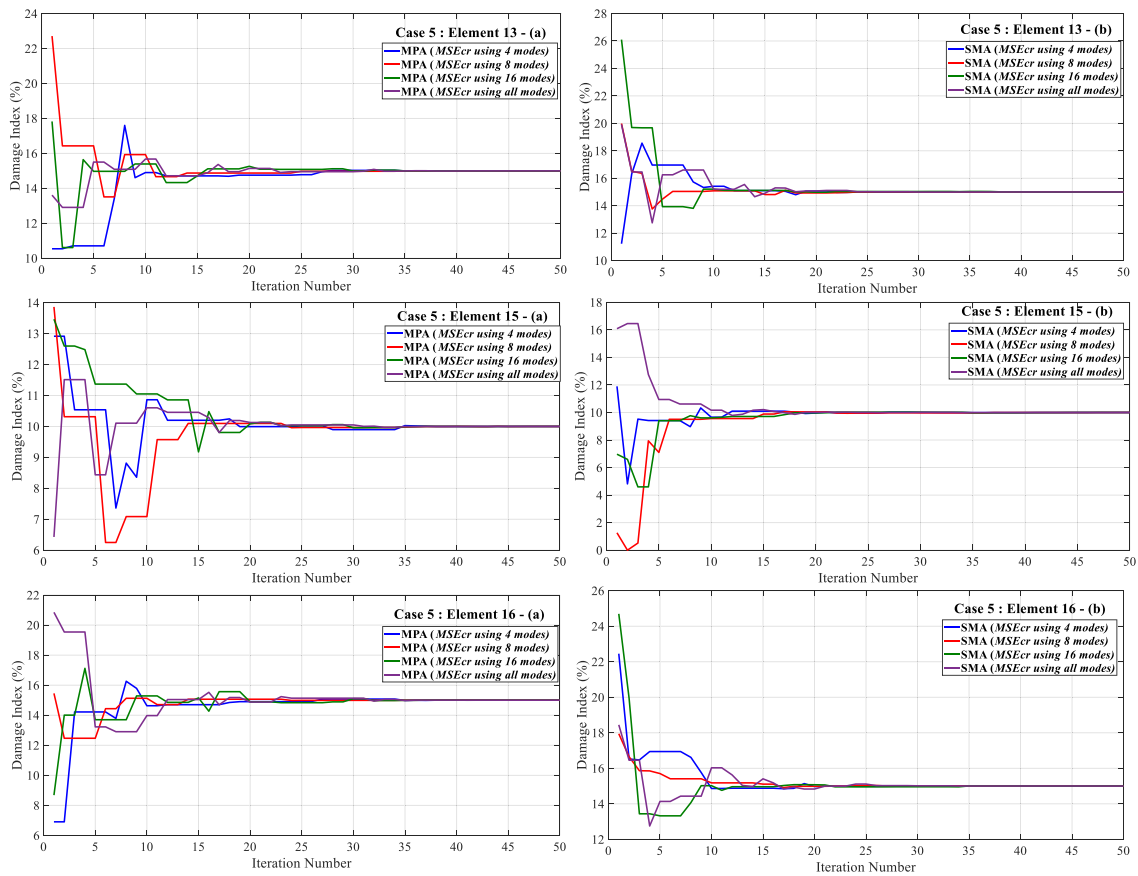 Case 5 : Element 13 - (a)
MPA (MSEcr using 4 modes)
MPA (MSEcr using 8 modes)
MPA (MSEcr using 16 modes)
MPA (MSEcr using all modes)
Damage Index (%)
24
22
20
18
16
14
12
10
0 5 10 15 20 25 30 35 40 45 50
Iteration Number
Case 5 : Element 13 - (b)
SMA (MSEcr using 4 modes)
SMA (MSEcr using 8 modes)
SMA (MSEcr using 16 modes)
SMA (MSEcr using all modes)
Damage Index (%)
28
26
24
22
20
18
16
14
12
10
0 5 10 15 20 25 30 35 40 45 50
Iteration Number
Case 5 : Element 15 - (a)
MPA (MSEcr using 4 modes)
MPA (MSEcr using 8 modes)
MPA (MSEcr using 16 modes)
MPA (MSEcr using all modes)
Damage Index (%)
14
13
12
11
10
9
8
7
6
0 5 10 15 20 25 30 35 40 45 50
Iteration Number
Case 5 : Element 15 - (b)
SMA (MSEcr using 4 modes)
SMA (MSEcr using 8 modes)
SMA (MSEcr using 16 modes)
SMA (MSEcr using all modes)
Damage Index (%)
18
16
14
12
10
8
6
4
2
0
0 5 10 15 20 25 30 35 40 45 50
Iteration Number
Case 5 : Element 16 - (a)
MPA (MSEcr using 4 modes)
MPA (MSEcr using 8 modes)
MPA (MSEcr using 16 modes)
MPA (MSEcr using all modes)
Damage Index (%)
22
20
18
16
14
12
10
8
6
0 5 10 15 20 25 30 35 40 45 50
Iteration Number
Case 5 : Element 16 - (b)
SMA (MSEcr using 4 modes)
SMA (MSEcr using 8 modes)
SMA (MSEcr using 16 modes)
SMA (MSEcr using all modes)
Damage Index (%)
26
24
22
20
18
16
14
12
0 5 10 15 20 25 30 35 40 45 50
Iteration Number